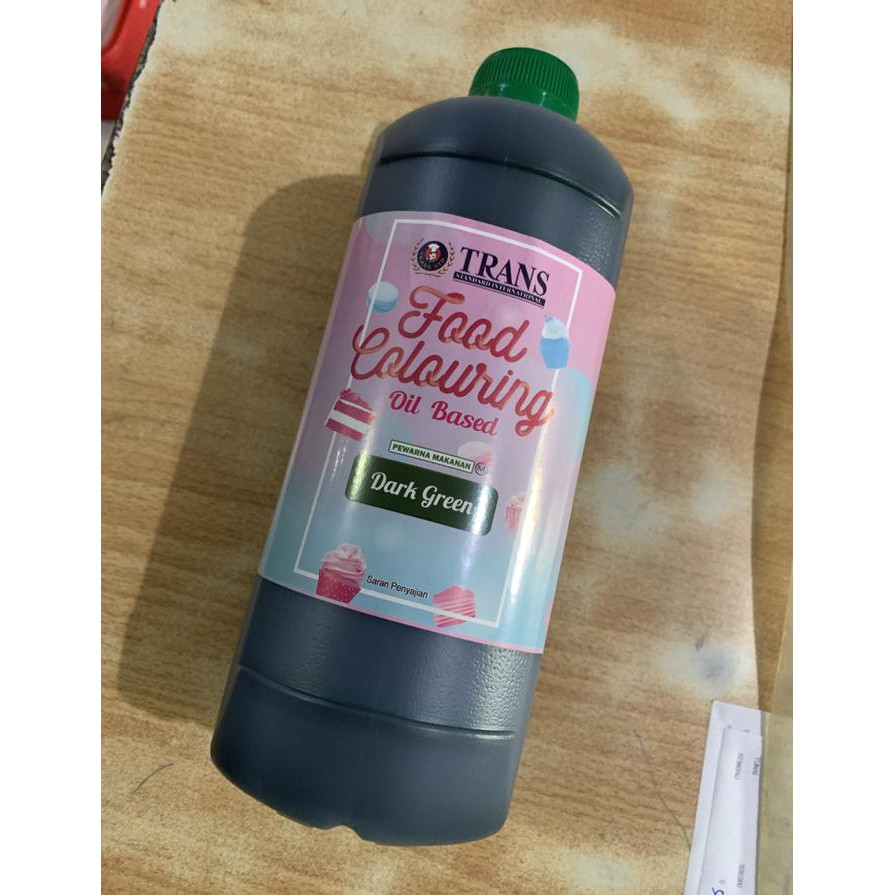 TRANS
STANDARD INTERNATIONAL
Food
Colouring
Oil Based
PEWARNA MAKANAN
Dark Green
Saran Penyajian